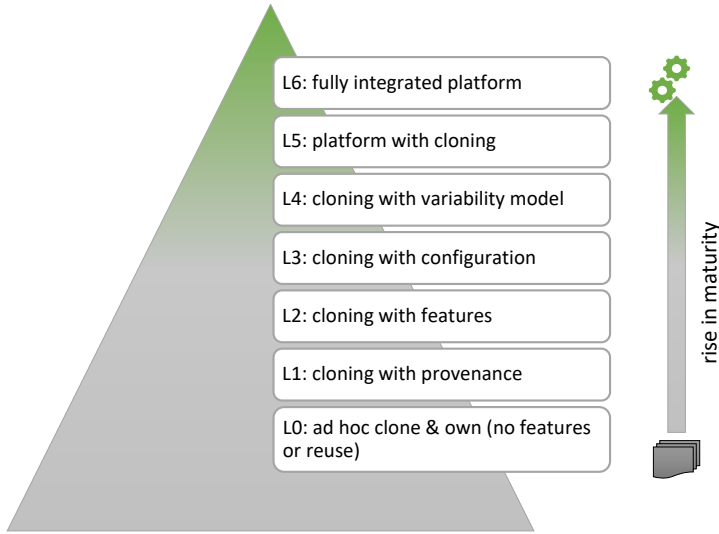 L6: fully integrated platform
L5: platform with cloning
L4: cloning with variability model
L3: cloning with configuration
L2: cloning with features
L1: cloning with provenance
L0: ad hoc clone & own (no features
or reuse)
rise in maturity